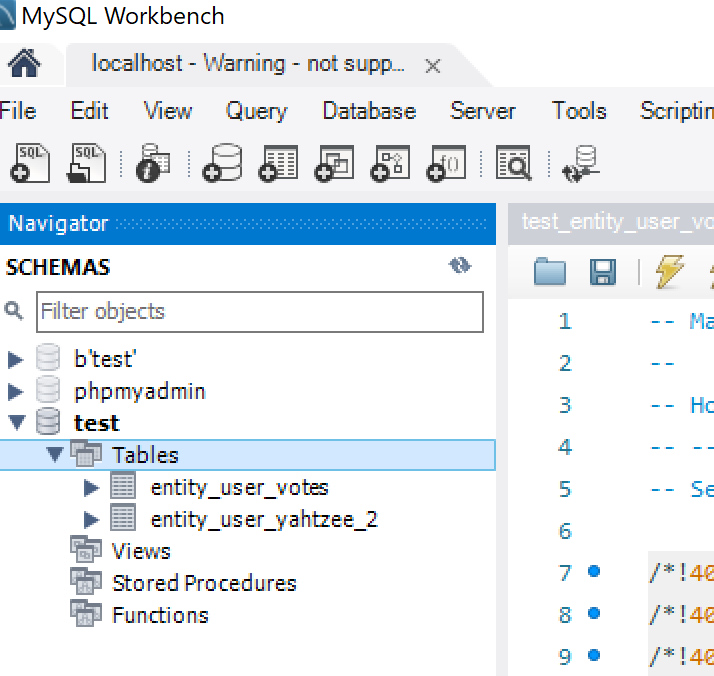 MySQL Workbench
localhost - Warning - not supp...
File Edit View Query Database Server Tools Scriptin
SQL SQL f()
Navigator
test_entity_user_vo
SCHEMAS
Filter objects
b'test'
phpmyadmin
test
Tables
entity_user_votes
entity_user_yahtzee_2
Views
Stored Procedures
Functions
1 -- Ma
2 --
3 -- Ho
4 -- --
5 -- Se
6
7 /*!40
8 /*!40
9 /*!40